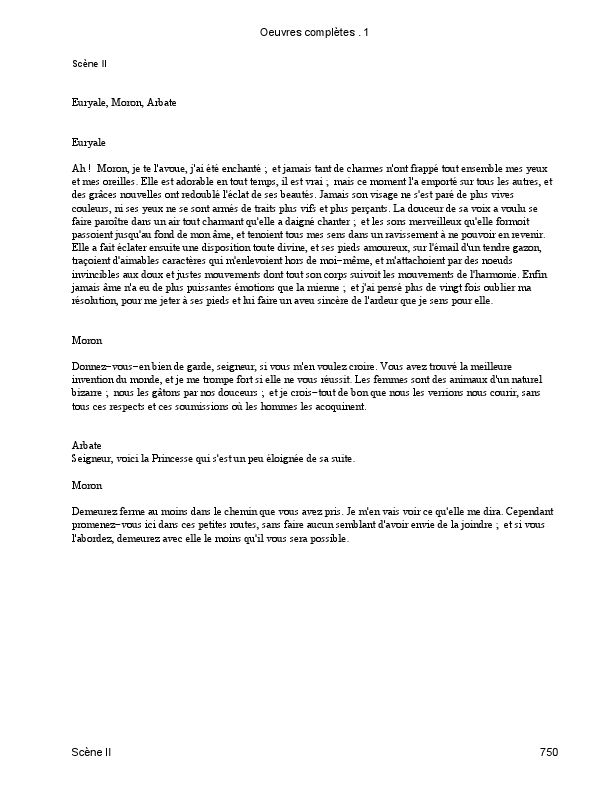 Oeuvres complètes . 1
Scène II
Euryale, Moron, Arbate
Euryale
Ah ! Moron, je te l'avoue, j'ai été enchanté ; et jamais tant de charmes n'ont frappé tout ensemble mes yeux
et mes oreilles. Elle est adorable en tout temps, il est vrai ; mais ce moment l'a emporté sur tous les autres, et
des grâces nouvelles ont redoublé l'éclat de ses beautés. Jamais son visage ne s'est paré de plus vives
couleurs, ni ses yeux ne se sont armés de traits plus vifs et plus perçants. La douceur de sa voix a voulu se
faire paroître dans un air tout charmant qu'elle a daigné chanter ; et les sons merveilleux qu'elle formoit
passoient jusqu'au fond de mon âme, et tenoient tous mes sens dans un ravissement à ne pouvoir en revenir.
Elle a fait éclater ensuite une disposition toute divine, et ses pieds amoureux, sur l'émail d'un tendre gazon,
traçoient d'aimables caractères qui m'enlevoient hors de moi−même, et m'attachoient par des noeuds
invincibles aux doux et justes mouvements dont tout son corps suivoit les mouvements de l'harmonie. Enfin
jamais âme n'a eu de plus puissantes émotions que la mienne ; et j'ai pensé plus de vingt fois oublier ma
résolution, pour me jeter à ses pieds et lui faire un aveu sincère de l'ardeur que je sens pour elle.
Moron
Donnez−vous−en bien de garde, seigneur, si vous m'en voulez croire. Vous avez trouvé la meilleure
invention du monde, et je me trompe fort si elle ne vous réussit. Les femmes sont des animaux d'un naturel
bizarre ; nous les gâtons par nos douceurs ; et je crois−tout de bon que nous les verrions nous courir, sans
tous ces respects et ces soumissions où les hommes les acoquinent.
Arbate
Seigneur, voici la Princesse qui s'est un peu éloignée de sa suite.
Moron
Demeurez ferme au moins dans le chemin que vous avez pris. Je m'en vais voir ce qu'elle me dira. Cependant
promenez−vous ici dans ces petites routes, sans faire aucun semblant d'avoir envie de la joindre ; et si vous
l'abordez, demeurez avec elle le moins qu'il vous sera possible.
Scène II
750